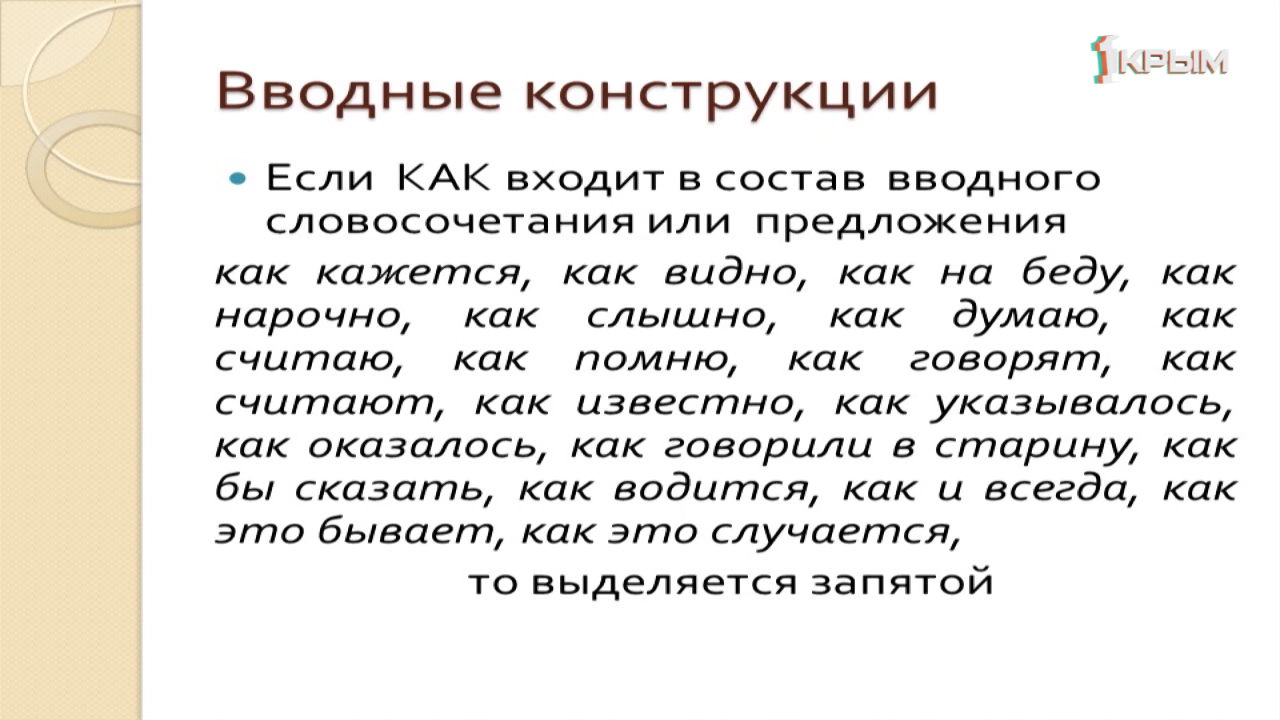 1КРЫМ
Вводные конструкции
• Если КАК входит в состав вводного
словосочетания или предложения
как кажется, как видно, как на беду, как
нарочно, как слышно, как думаю, как
считаю, как помню, как говорят, как
считают, как известно, как указывалось,
как оказалось, как говорили в старину, как
бы сказать, как водится, как и всегда, как
это бывает, как это случается,
то выделяется запятой